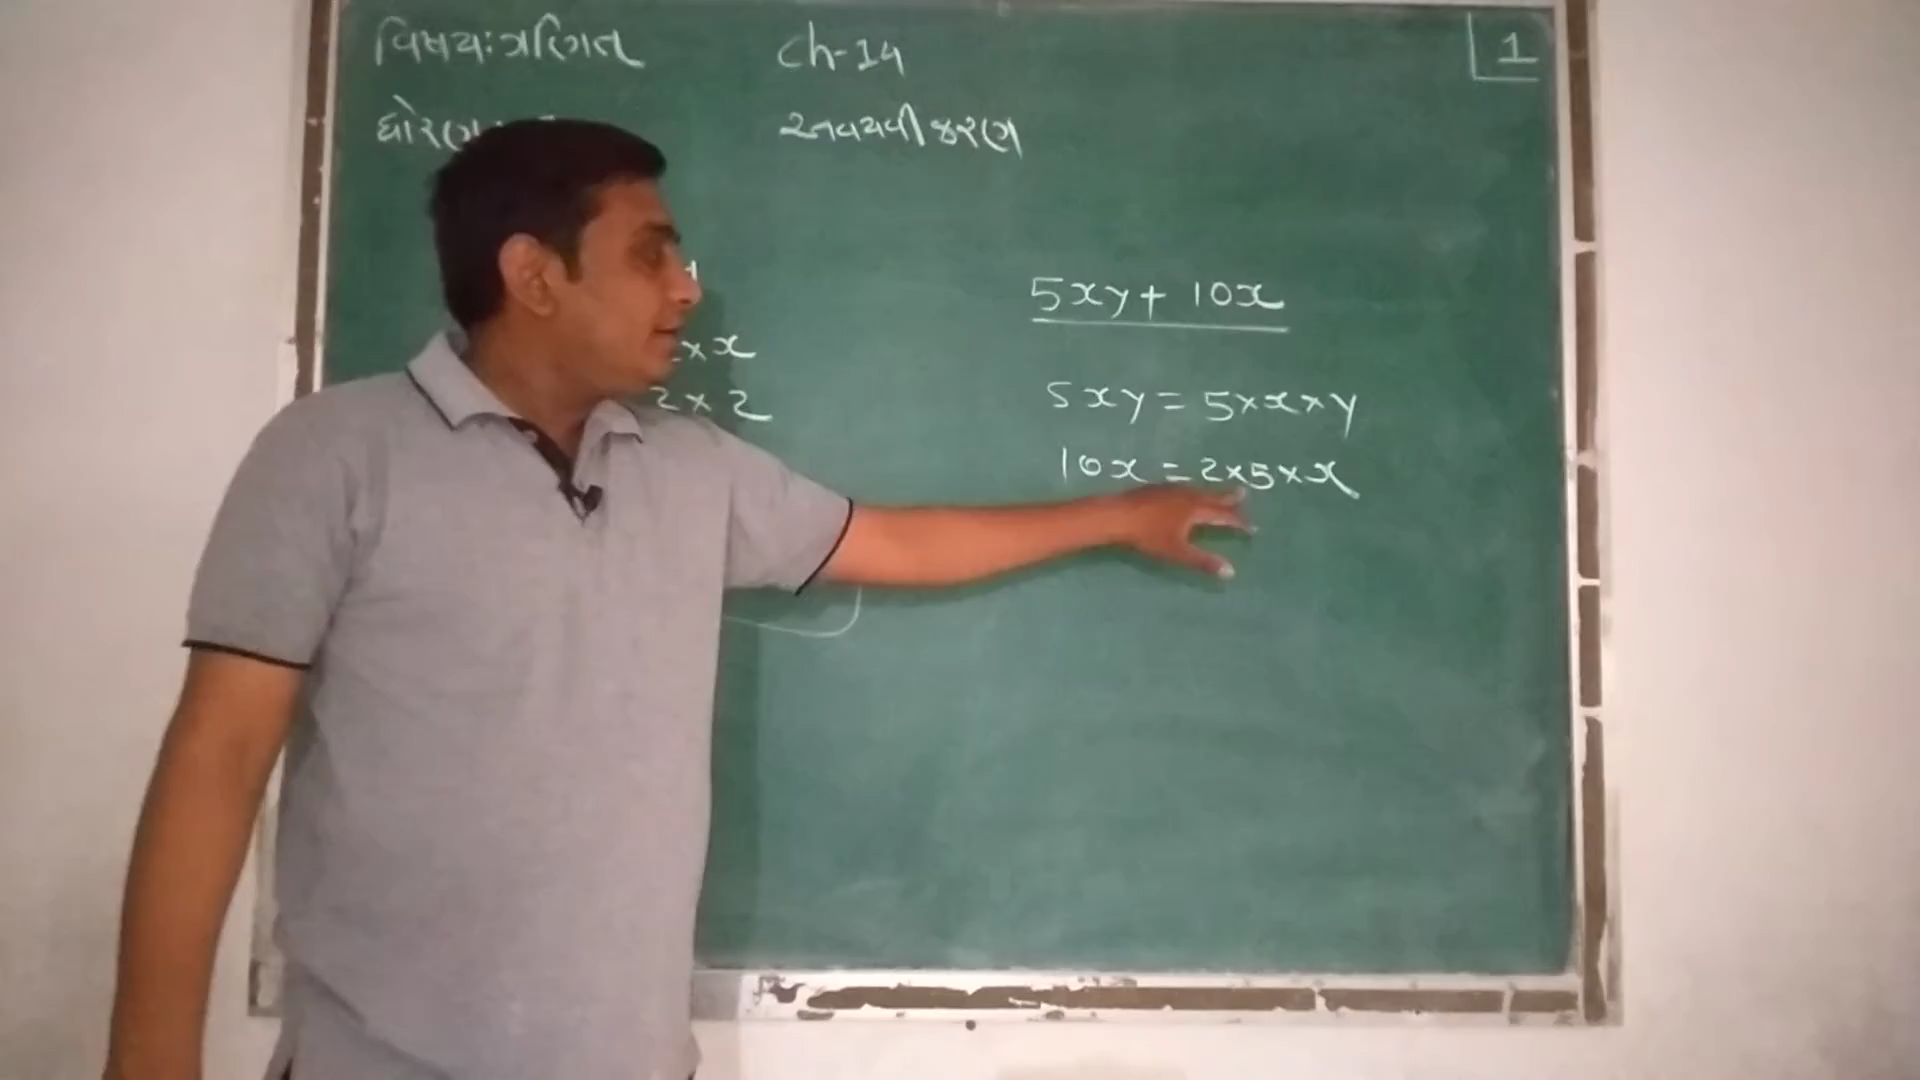 વિષય: ગણિત
Ch-14
1
ધોરણ
અવયવીકરણ
5xy + 10x
× x
2 × 2
5xy = 5×x×y
10x = 2×5×x